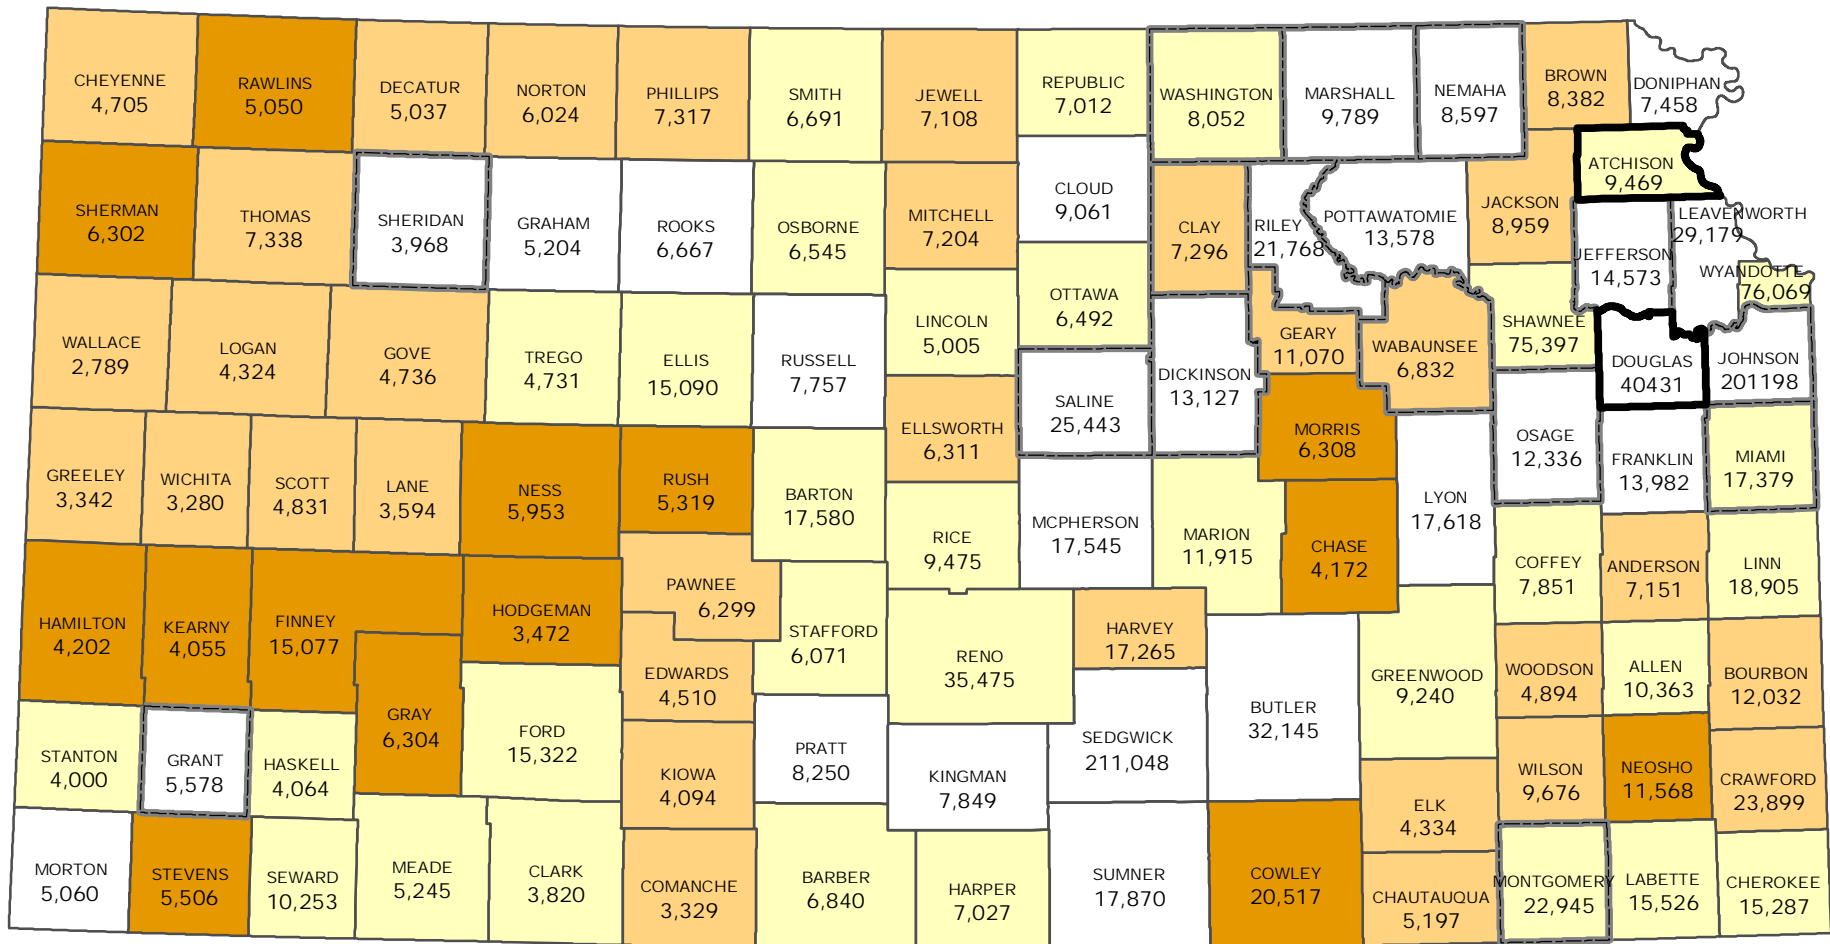 CHEYENNE
4,705
RAWLINS
5,050
DECATUR
5,037
NORTON
6,024
PHILLIPS
7,317
SMITH
6,691
JEWELL
7,108
REPUBLIC
7,012
WASHINGTON
8,052
MARSHALL
9,789
NEMAHA
8,597
BROWN
8,382
DONIPHAN
7,458
ATCHISON
9,469
SHERMAN
6,302
THOMAS
7,338
SHERIDAN
3,968
GRAHAM
5,204
ROOKS
6,667
OSBORNE
6,545
MITCHELL
7,204
CLOUD
9,061
CLAY
7,296
RILEY
21,768
POTTAWATOMIE
13,578
JACKSON
8,959
JEFFERSON
14,573
LEAVENWORTH
29,179
WYANDOTTE
76,069
WALLACE
2,789
LOGAN
4,324
GOVE
4,736
TREGO
4,731
ELLIS
15,090
RUSSELL
7,757
LINCOLN
5,005
OTTAWA
6,492
SALINE
25,443
DICKINSON
13,127
GEARY
11,070
WABAUNSEE
6,832
SHAWNEE
75,397
DOUGLAS
40431
JOHNSON
201198
GREELEY
3,342
WICHITA
3,280
SCOTT
4,831
LANE
3,594
NESS
5,953
RUSH
5,319
BARTON
17,580
ELLSWORTH
6,311
RICE
9,475
MCPHERSON
17,545
MARION
11,915
MORRIS
6,308
CHASE
4,172
LYON
17,618
OSAGE
12,336
FRANKLIN
13,982
MIAMI
17,379
HAMILTON
4,202
KEARNY
4,055
FINNEY
15,077
HODGEMAN
3,472
PAWNEE
6,299
STAFFORD
6,071
EDWARDS
4,510
RENO
35,475
HARVEY
17,265
COFFEY
7,851
ANDERSON
7,151
LINN
18,905
GRAY
6,304
FORD
15,322
BUTLER
32,145
GREENWOOD
9,240
WOODSON
4,894
ALLEN
10,363
BOURBON
12,032
STANTON
4,000
GRANT
5,578
HASKELL
4,064
KIOWA
4,094
PRATT
8,250
KINGMAN
7,849
SEDGWICK
211,048
WILSON
9,676
NEOSHO
11,568
CRAWFORD
23,899
ELK
4,334
MORTON
5,060
STEVENS
5,506
SEWARD
10,253
MEADE
5,245
CLARK
3,820
COMANCHE
3,329
BARBER
6,840
HARPER
7,027
SUMNER
17,870
COWLEY
20,517
CHAUTAUQUA
5,197
MONTGOMERY
22,945
LABETTE
15,526
CHEROKEE
15,287